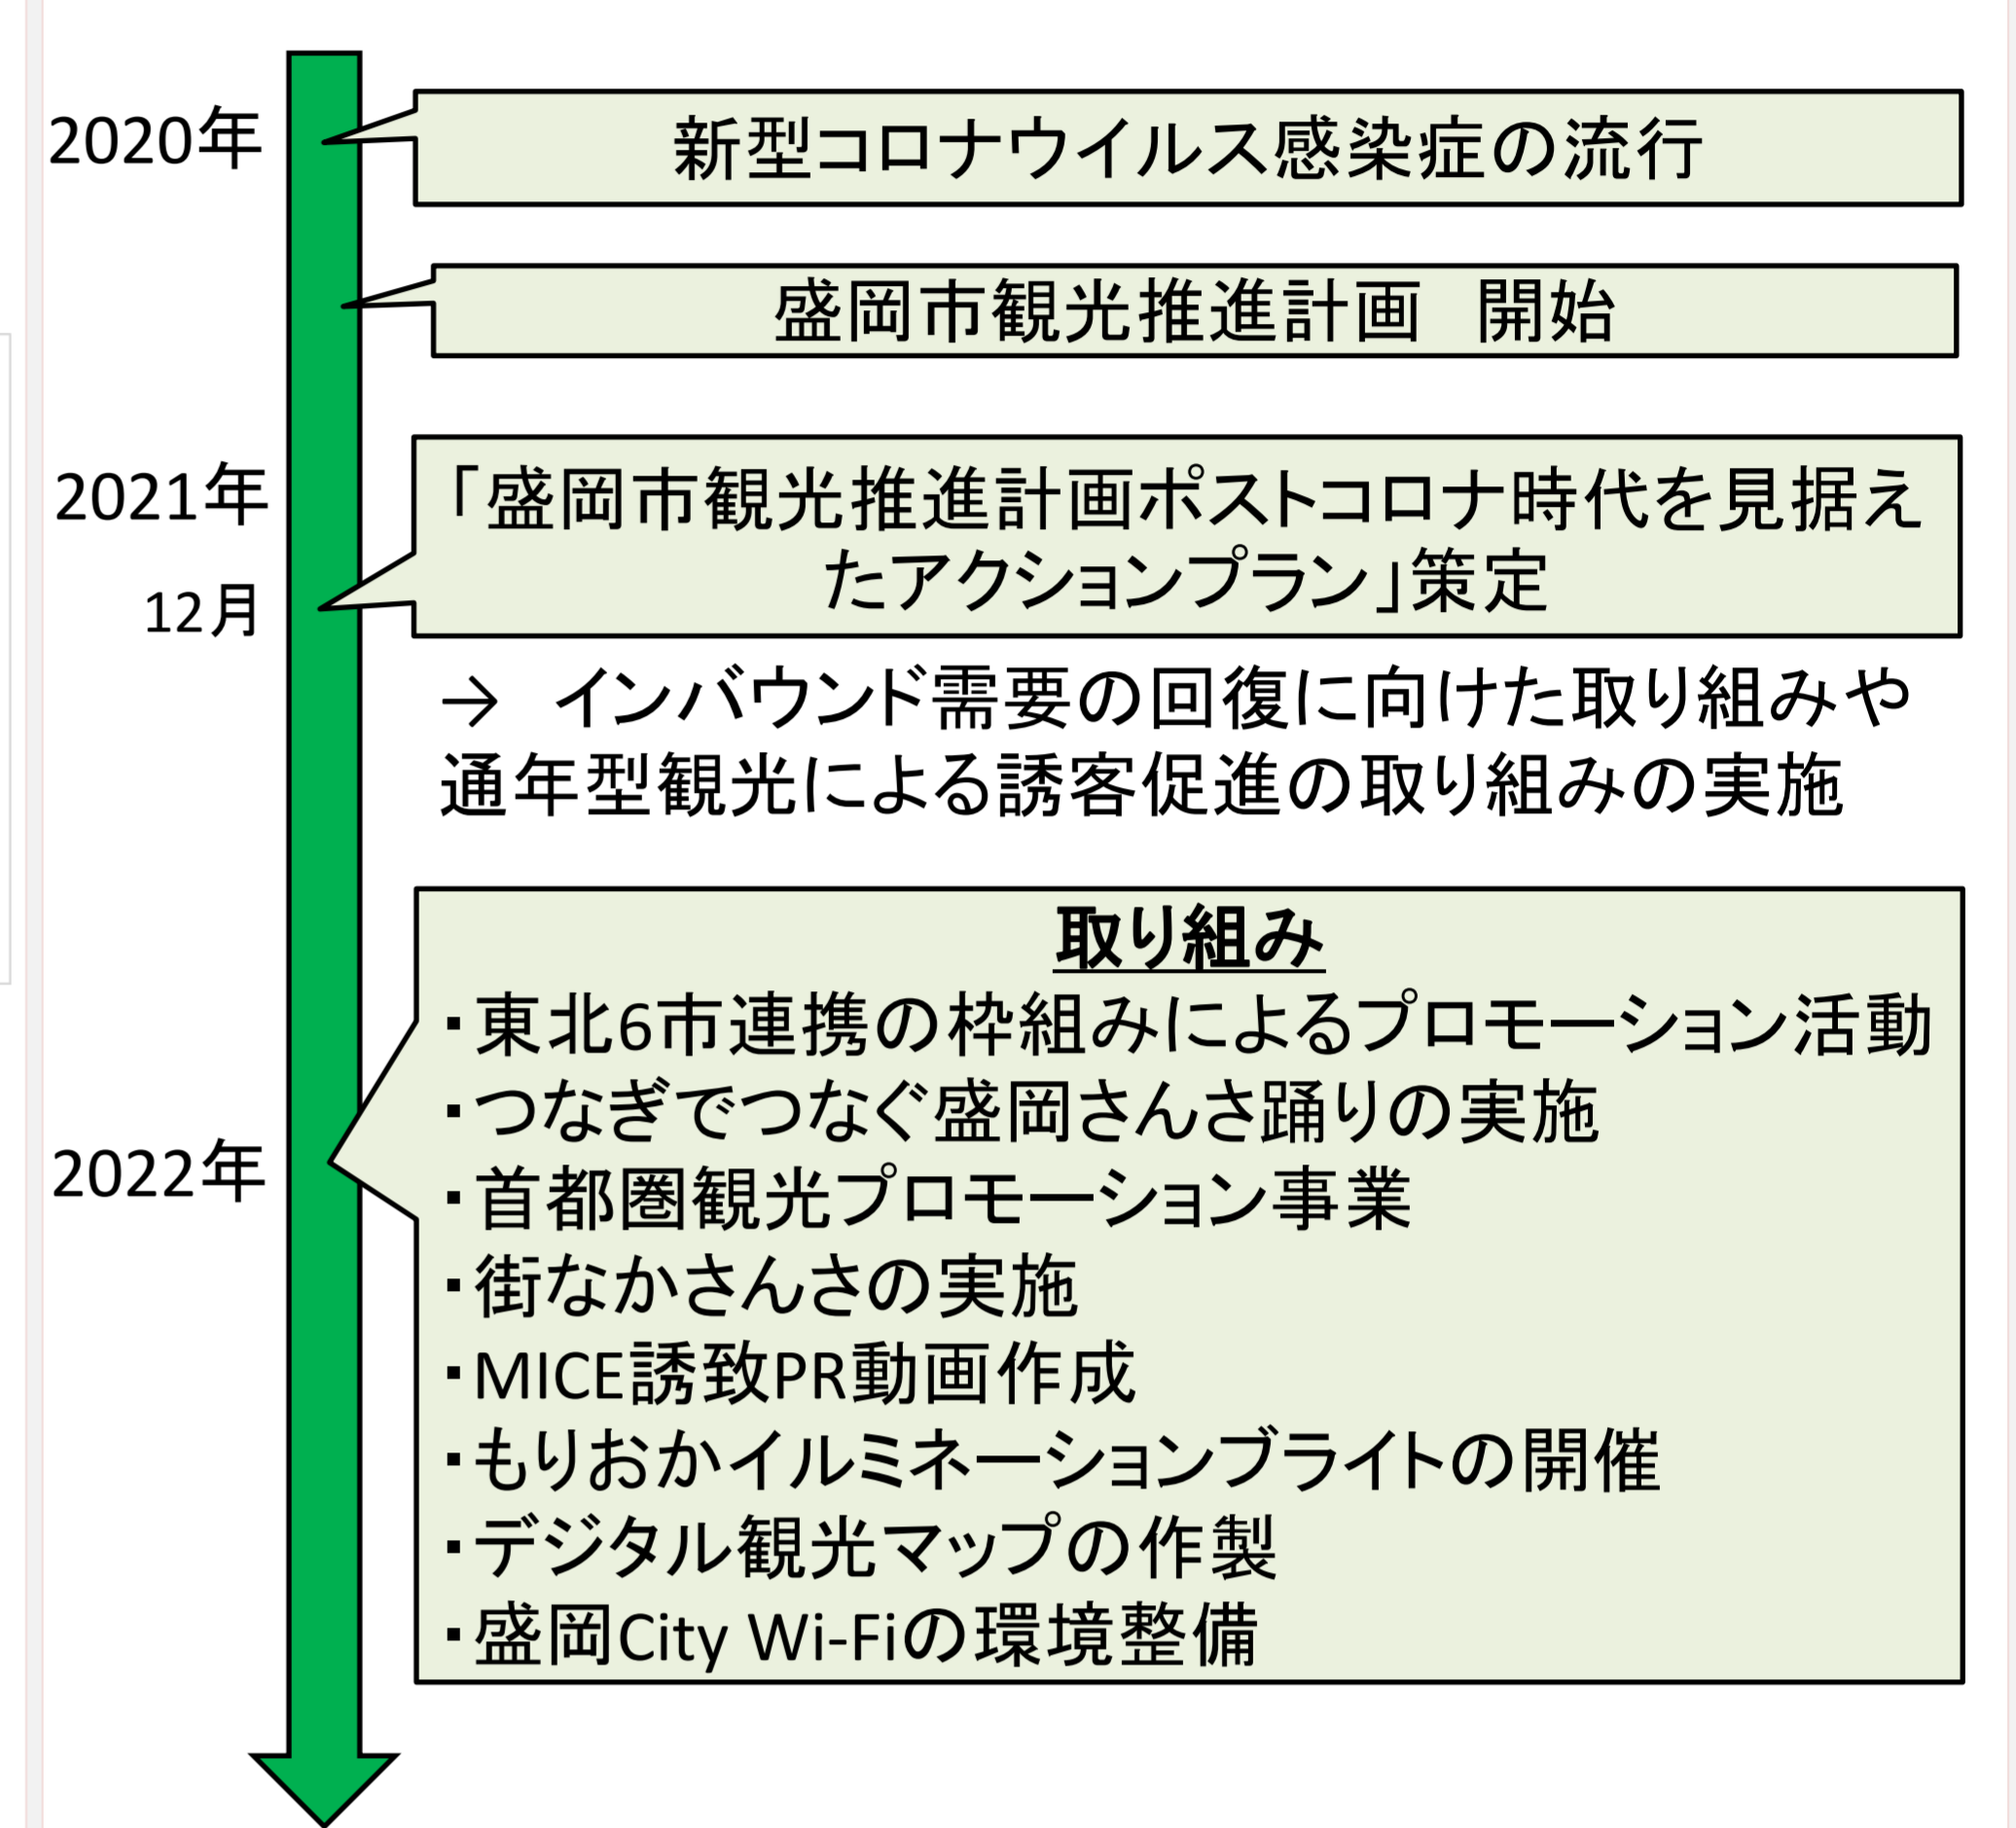 2020年
新型コロナウイルス感染症の流行
盛岡市観光推進計画　開始
2021年
12月
「盛岡市観光推進計画ポストコロナ時代を見据え
たアクションプラン」策定
→　インバウンド需要の回復に向けた取り組みや
通年型観光による誘客促進の取り組みの実施
2022年
取り組み
▪東北6市連携の枠組みによるプロモーション活動
▪つなぎでつなぐ盛岡さんさ踊りの実施
▪首都圏観光プロモーション事業
▪街なかさんさの実施
▪MICE誘致PR動画作成
▪もりおかイルミネーションブライトの開催
▪デジタル観光マップの作製
▪盛岡City Wi-Fiの環境整備